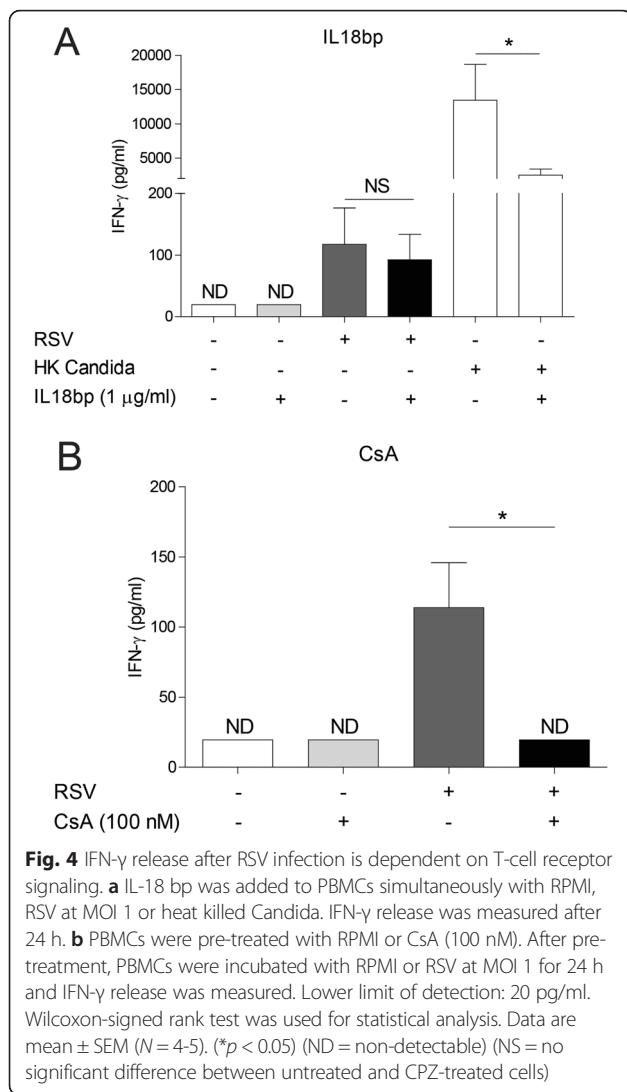 A
IL18bp
*
20000
15000
10000
5000
200
100
0
IFN-γ (pg/ml)
NS
ND ND
RSV - - + + - -
HK Candida - - - - + +
IL18bp (1 μg/ml) - + - + - +
B
CsA
200
150
100
50
0
IFN-γ (pg/ml)
*
ND ND ND
RSV - - + +
CsA (100 nM) - + - +
Fig. 4 IFN-γ release after RSV infection is dependent on T-cell receptor
signaling. a IL-18 bp was added to PBMCs simultaneously with RPMI,
RSV at MOI 1 or heat killed Candida. IFN-γ release was measured after
24 h. b PBMCs were pre-treated with RPMI or CsA (100 nM). After pre-
treatment, PBMCs were incubated with RPMI or RSV at MOI 1 for 24 h
and IFN-γ release was measured. Lower limit of detection: 20 pg/ml.
Wilcoxon-signed rank test was used for statistical analysis. Data are
mean ± SEM (N = 4-5). (*p < 0.05) (ND = non-detectable) (NS = no
significant difference between untreated and CPZ-treated cells)